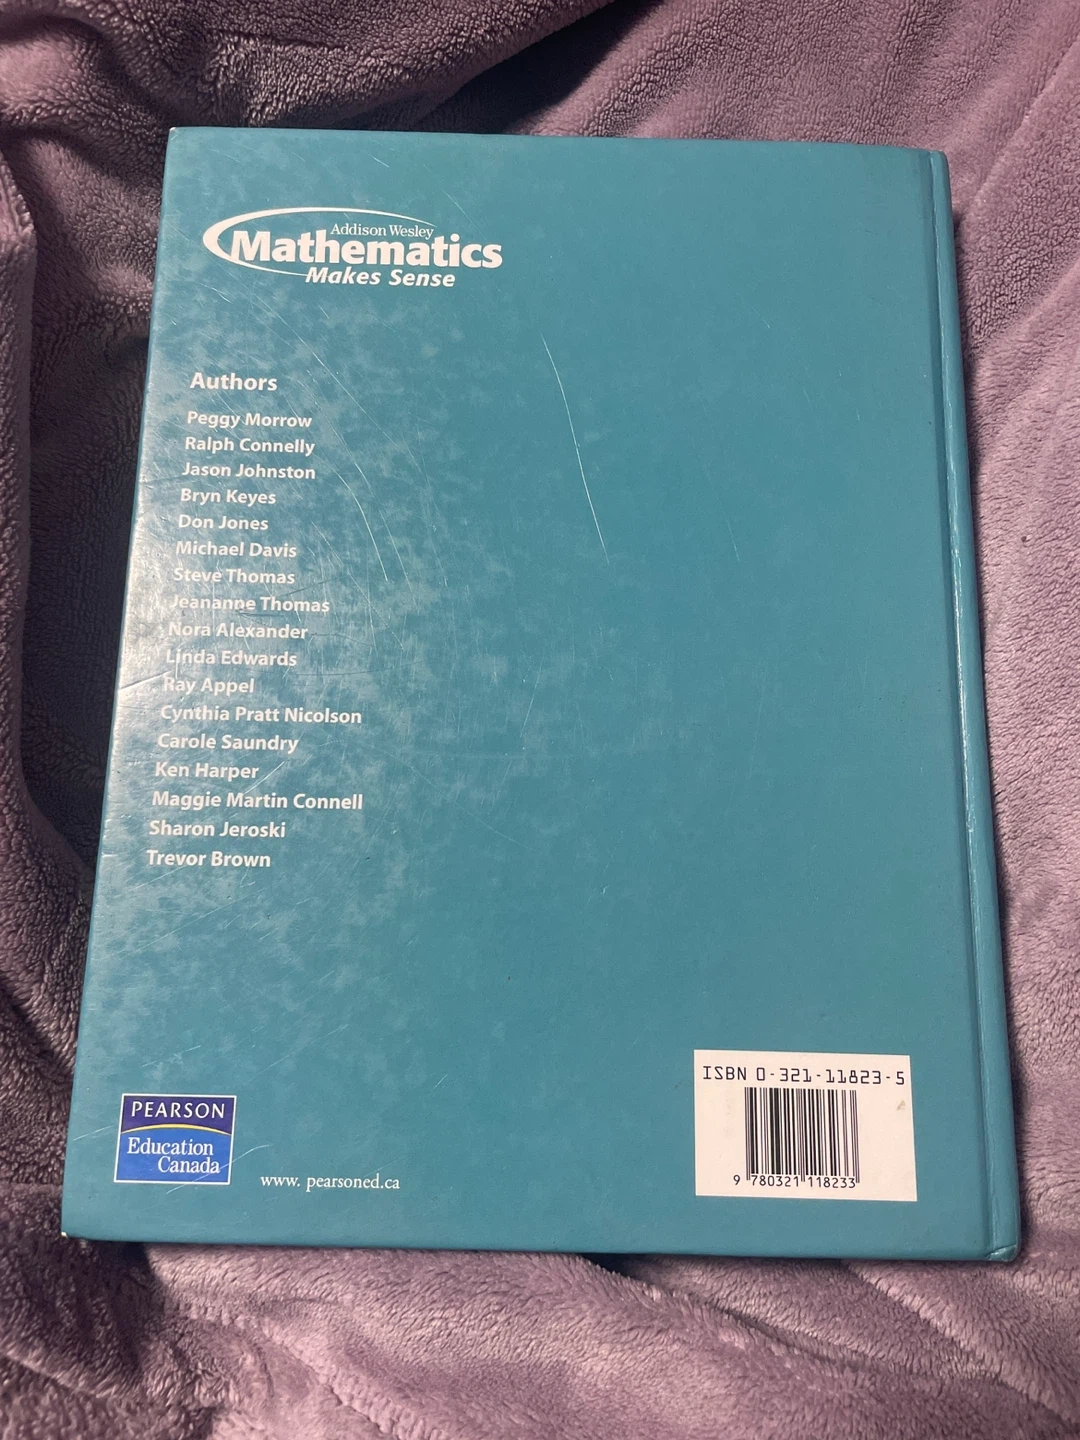 Addison Wesley
Mathematics
Makes Sense
Authors
Peggy Morrow
Ralph Connelly
Jason Johnston
Bryn Keyes
Don Jones
Michael Davis
Steve Thomas
Jeananne Thomas
Nora Alexander
Linda Edwards
Ray Appel
Cynthia Pratt Nicolson
Carole Saundry
Ken Harper
Maggie Martin Connell
Sharon Jeroski
Trevor Brown
PEARSON
Education
Canada
www. pearsoned.ca
ISBN 0-321-11823-5
9 780321 118233